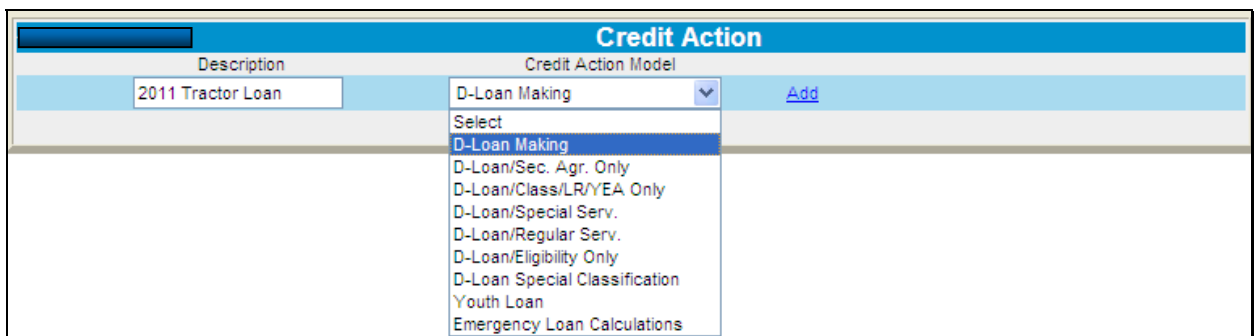 Credit Action
Description Credit Action Model
2011 Tractor Loan D-Loan Making Add
Select
D-Loan Making
D-Loan/Sec. Agr. Only
D-Loan/Class/LR/YEA Only
D-Loan/Special Serv.
D-Loan/Regular Serv.
D-Loan/Eligibility Only
D-Loan Special Classification
Youth Loan
Emergency Loan Calculations